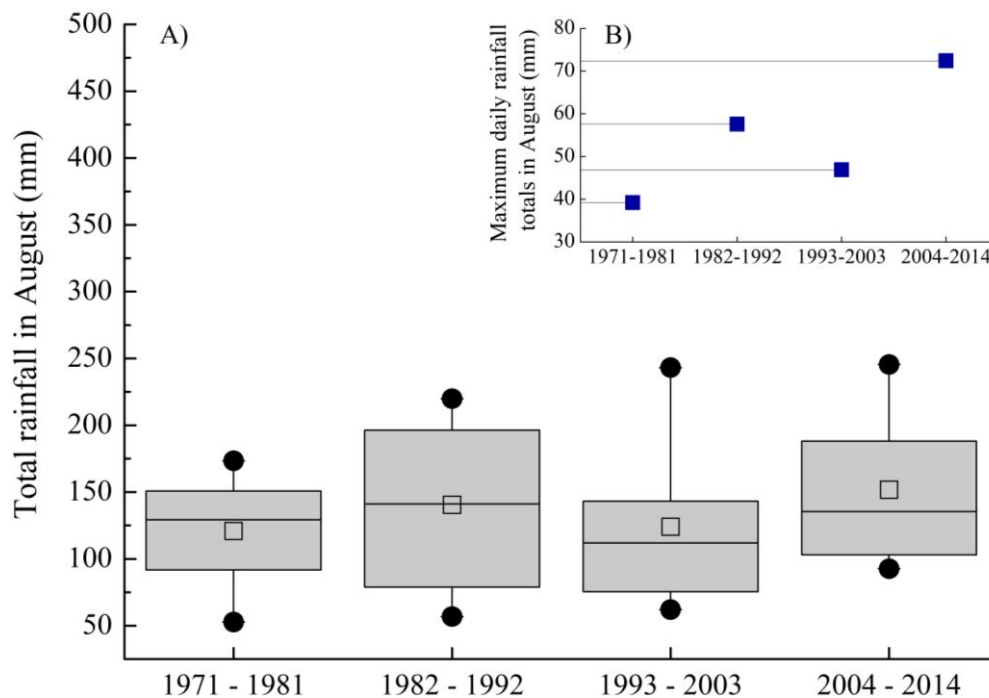 A)
Total rainfall in August (mm)
500
450
400
350
300
250
200
150
100
50
1971 - 1981
1982 - 1992
1993 - 2003
2004 - 2014
B)
Maximum daily rainfall
totals in August (mm)
80
70
60
50
40
30
1971-1981
1982-1992
1993-2003
2004-2014